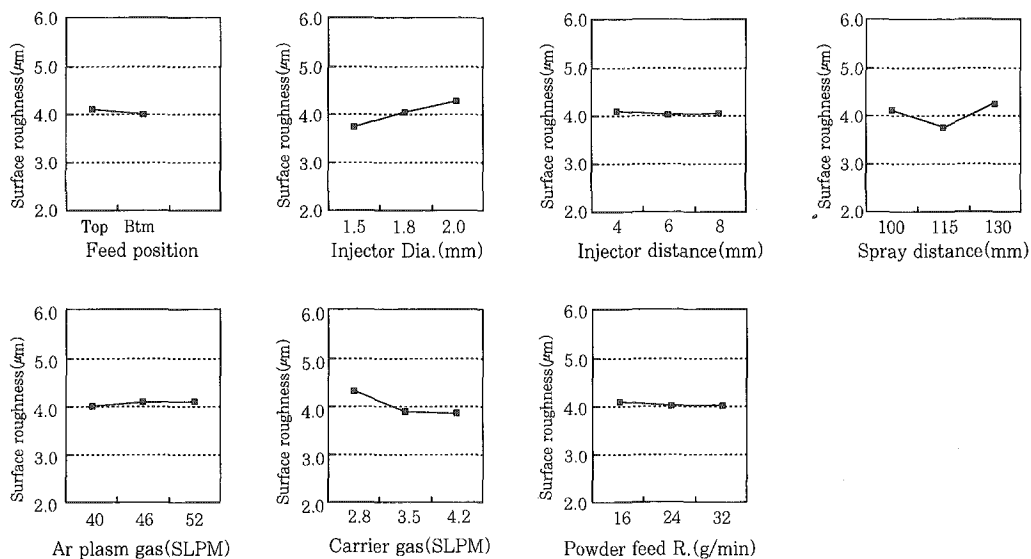 Surface roughness(μm)
6.0
5.0
4.0
3.0
2.0
Top Btm
Feed position
Surface roughness(μm)
6.0
5.0
4.0
3.0
2.0
1.5 1.8 2.0
Injector Dia.(mm)
Surface roughness(μm)
6.0
5.0
4.0
3.0
2.0
4 6 8
Injector distance(mm)
Surface roughness(μm)
6.0
5.0
4.0
3.0
2.0
100 115 130
Spray distance(mm)
Surface roughness(μm)
6.0
5.0
4.0
3.0
2.0
40 46 52
Ar plasm gas(SLPM)
Surface roughness(μm)
6.0
5.0
4.0
3.0
2.0
2.8 3.5 4.2
Carrier gas(SLPM)
Surface roughness(μm)
6.0
5.0
4.0
3.0
2.0
16 24 32
Powder feed R.(g/min)